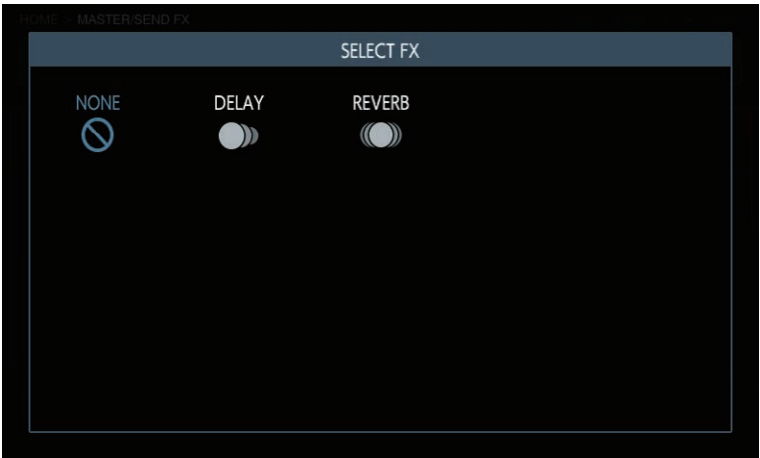 HOME > MASTER/SEND FX
SELECT FX
NONE DELAY REVERB